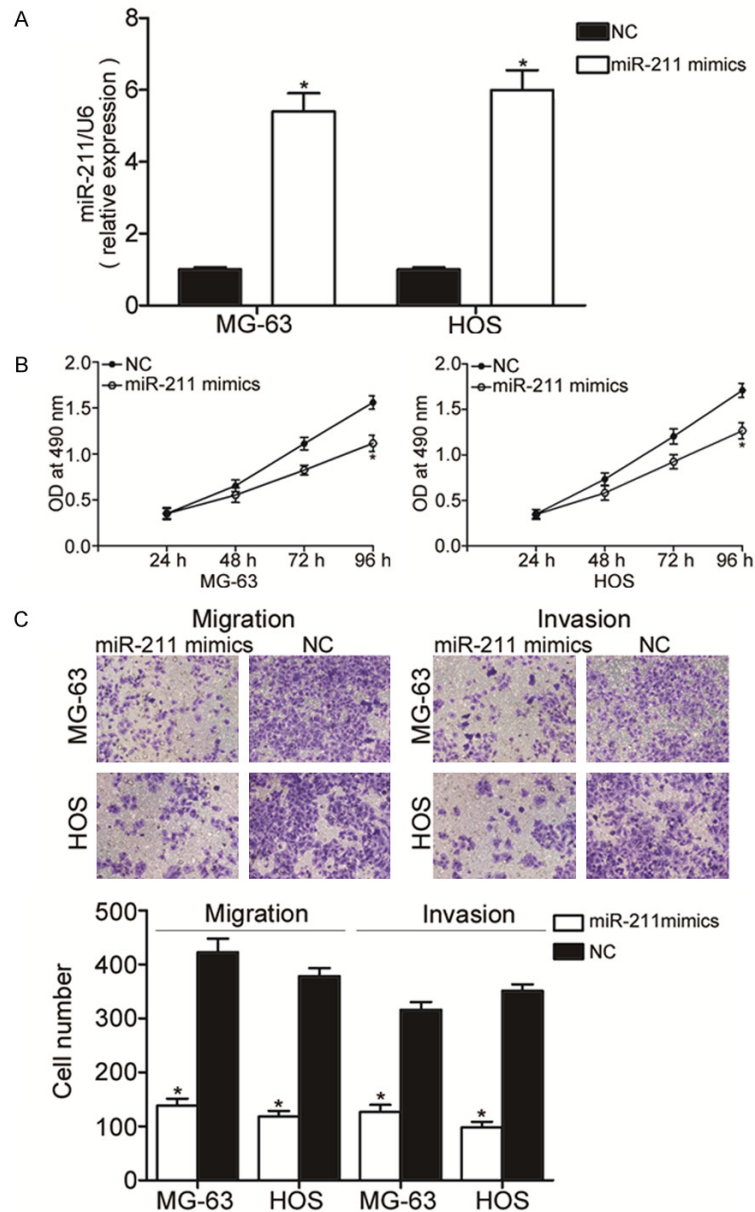 A
NC
miR-211 mimics
miR-211/U6
( relative expression )
8
6
4
2
0
*
*
MG-63
HOS
B
NC
miR-211 mimics
OD at 490 nm
2.0
1.5
1.0
0.5
0.0
*
24 h 48 h 72 h 96 h
MG-63
NC
miR-211 mimics
OD at 490 nm
2.0
1.5
1.0
0.5
0.0
*
24 h 48 h 72 h 96 h
HOS
C
Migration
Invasion
miR-211 mimics NC
miR-211 mimics NC
MG-63
MG-63
HOS
HOS
Migration
Invasion
miR-211mimics
NC
Cell number
500
400
300
200
100
0
*
*
*
*
MG-63 HOS MG-63 HOS